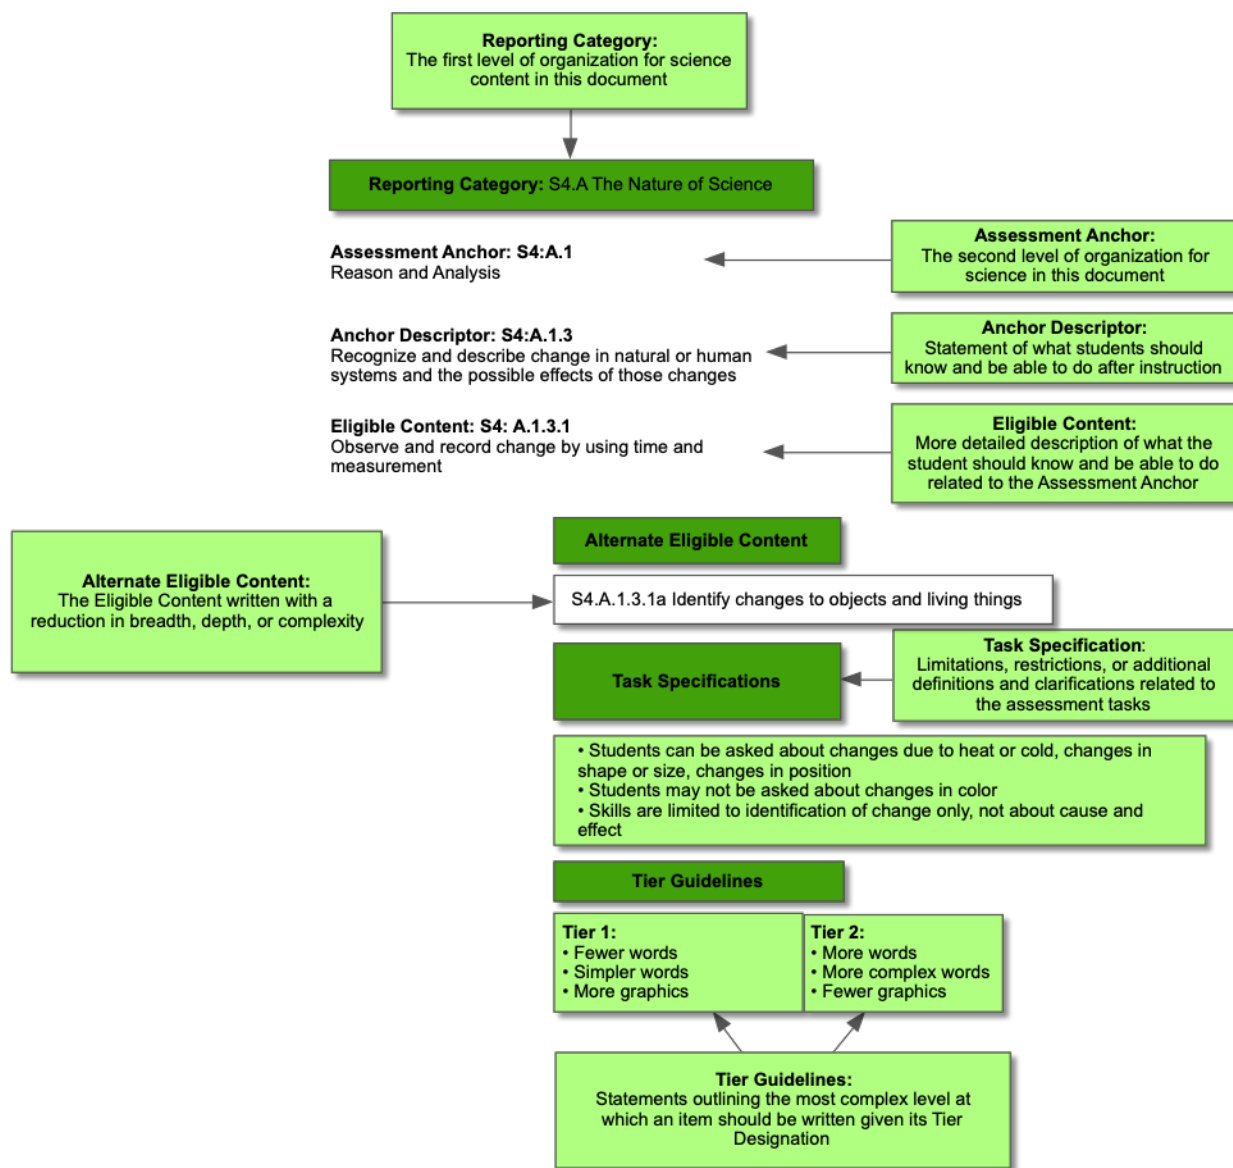 Reporting Category:
The first level of organization for science
content in this document
Reporting Category: S4.A The Nature of Science
Assessment Anchor: S4:A.1
Reason and Analysis
Assessment Anchor:
The second level of organization for
science in this document
Anchor Descriptor: S4:A.1.3
Recognize and describe change in natural or human
systems and the possible effects of those changes
Anchor Descriptor:
Statement of what students should
know and be able to do after instruction
Eligible Content: S4: A.1.3.1
Observe and record change by using time and
measurement
Eligible Content:
More detailed description of what the
student should know and be able to do
related to the Assessment Anchor
Alternate Eligible Content:
The Eligible Content written with a
reduction in breadth, depth, or complexity
Alternate Eligible Content
S4.A.1.3.1a Identify changes to objects and living things
Task Specifications
Task Specification:
Limitations, restrictions, or additional
definitions and clarifications related to
the assessment tasks
• Students can be asked about changes due to heat or cold, changes in
shape or size, changes in position
• Students may not be asked about changes in color
• Skills are limited to identification of change only, not about cause and
effect
Tier Guidelines
Tier 1:
• Fewer words
• Simpler words
• More graphics
Tier 2:
• More words
• More complex words
• Fewer graphics
Tier Guidelines:
Statements outlining the most complex level at
which an item should be written given its Tier
Designation